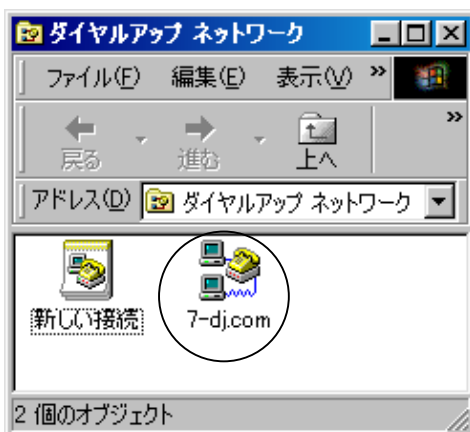 ダイヤルアップ ネットワーク
ファイル(F) 編集(E) 表示(V) »
戻る 進む 上へ »
アドレス(D) ダイヤルアップ ネットワーク
新しい接続 7-dj.com
2 個のオブジェクト